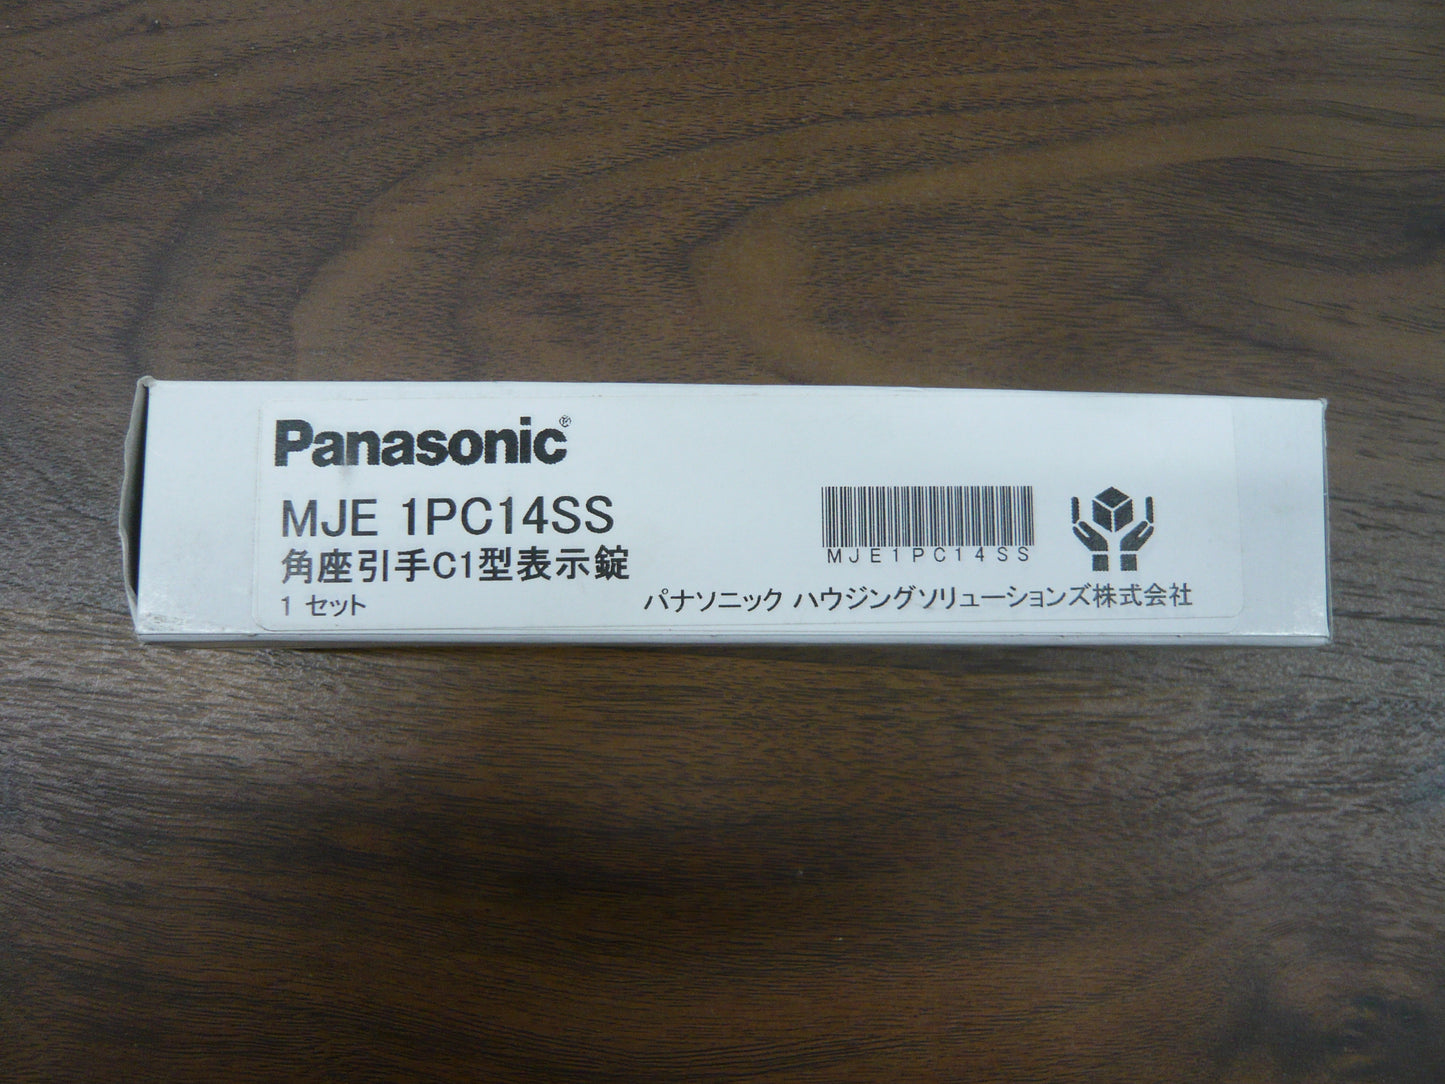 Panasonic®
MJE 1PC14SS
角座引手C1型表示錠
1 セット
MJE1PC14SS
パナソニック ハウジングソリューションズ株式会社